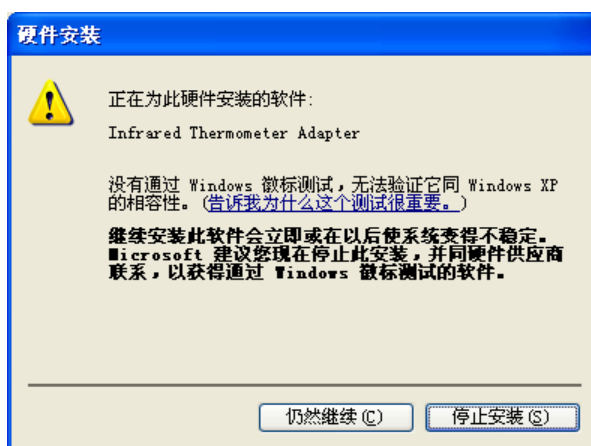 硬件安装
正在为此硬件安装的软件:
Infrared Thermometer Adapter
没有通过 Windows 徽标测试，无法验证它同 Windows XP
的相容性。(告诉我为什么这个测试很重要。)
继续安装此软件会立即或在以后使系统变得不稳定。
Microsoft 建议您现在停止此安装，并同硬件供应商
联系，以获得通过 Windows 徽标测试的软件。
仍然继续(C) 停止安装(S)